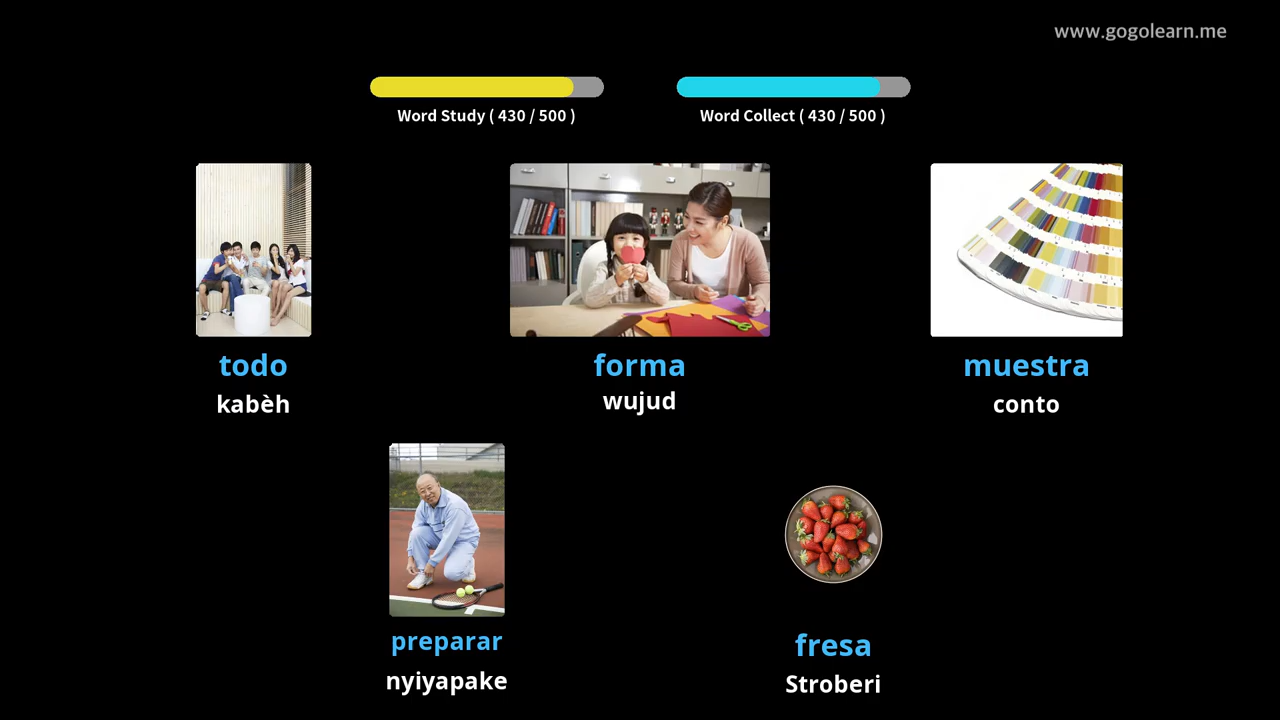 www.gogolearn.me
Word Study ( 430 / 500 )
Word Collect ( 430 / 500 )
todo
kabèh
forma
wujud
muestra
conto
preparar
nyiyapake
fresa
Stroberi